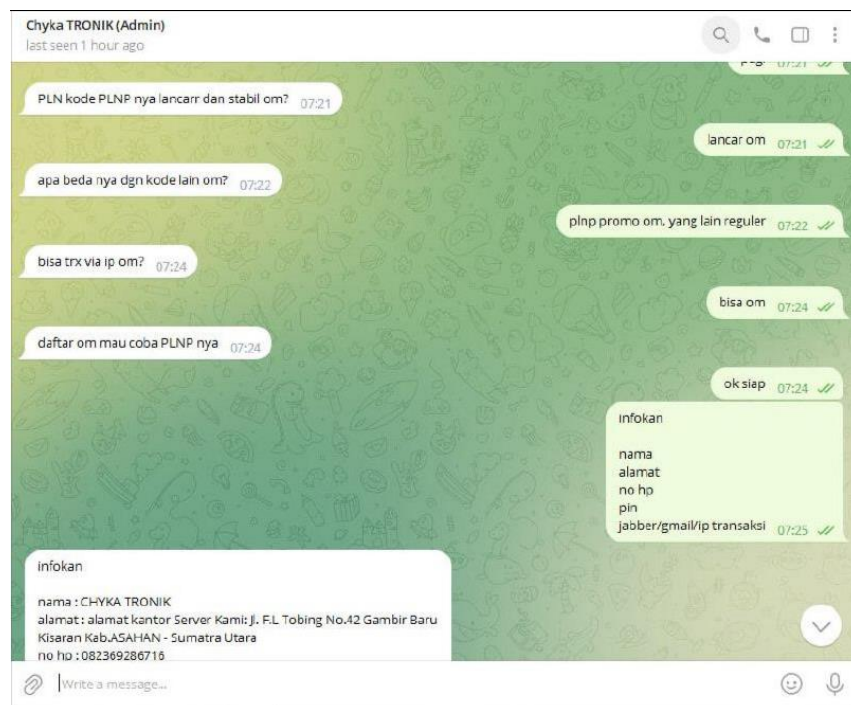 Chyka TRONIK (Admin)
last seen 1 hour ago
pagi 07:21
PLN kode PLNP nya lancarr dan stabil om? 07:21
lancar om 07:21
apa beda nya dgn kode lain om? 07:22
plnp promo om, yang lain reguler 07:22
bisa trx via ip om? 07:24
bisa om 07:24
daftar om mau coba PLNP nya 07:24
ok siap 07:24
infokan
nama
alamat
no hp
pin
jabber/gmail/ip transaksi 07:25
infokan
nama : CHYKA TRONIK
alamat : alamat kantor Server Kami: Jl. F.L Tobing No.42 Gambir Baru
Kisaran Kab.ASAHAN - Sumatra Utara
no hp : 082369286716
Write a message...